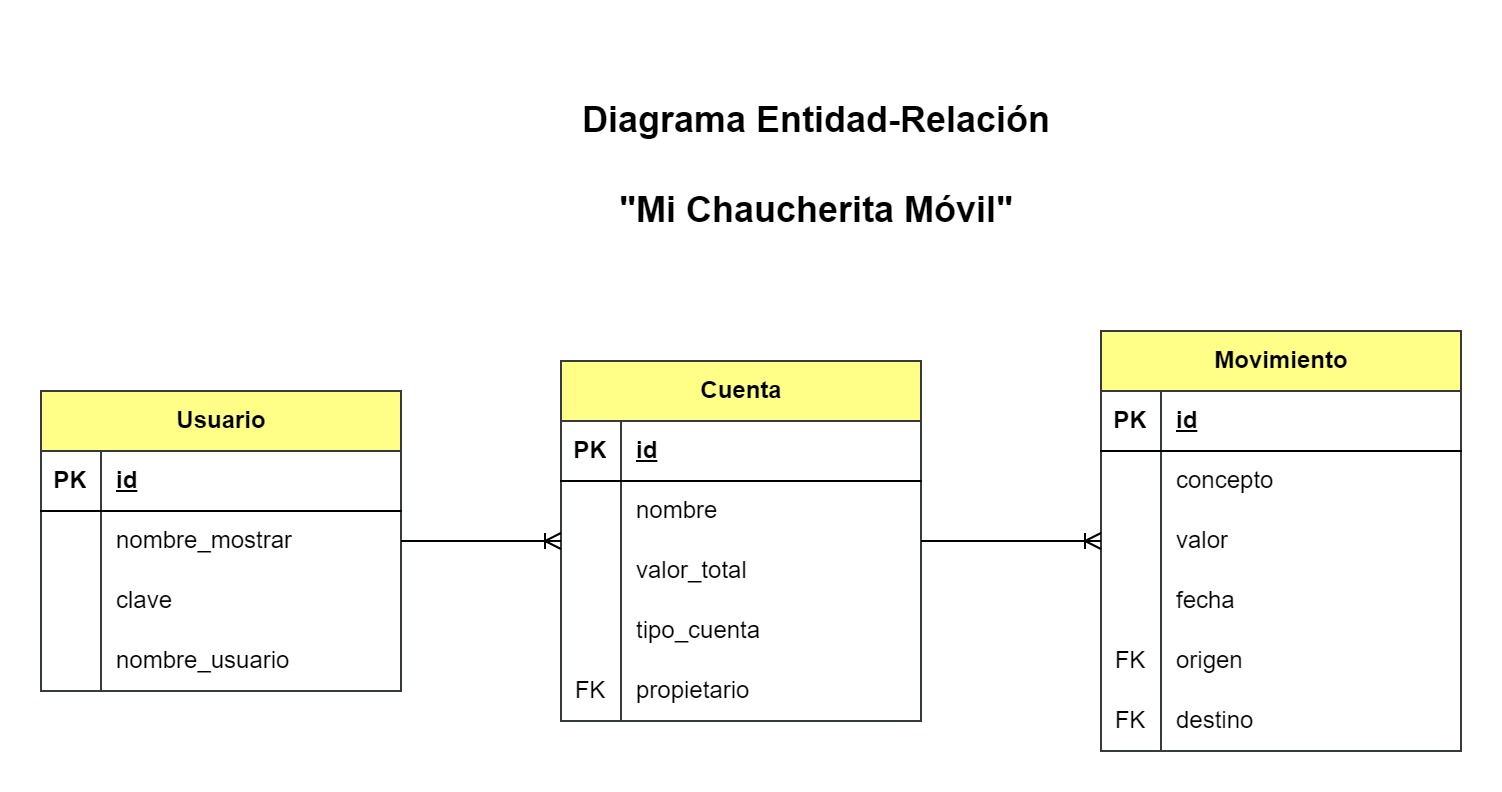 Diagrama Entidad-Relación
"Mi Chaucherita Móvil"
Usuario
PK id
nombre_mostrar
clave
nombre_usuario
Cuenta
PK id
nombre
valor_total
tipo_cuenta
FK propietario
Movimiento
PK id
concepto
valor
fecha
FK origen
FK destino